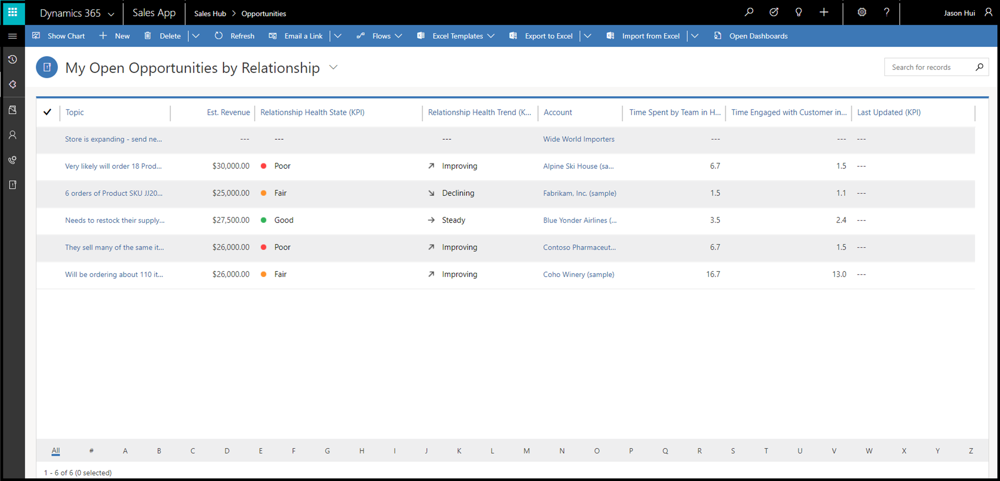 Dynamics 365 Sales App Sales Hub > Opportunities ? Jason Hui
Show Chart New Delete Refresh Email a Link Flows Excel Templates Export to Excel Import from Excel Open Dashboards
My Open Opportunities by Relationship
Search for records
Topic Est. Revenue Relationship Health State (KPI) Relationship Health Trend (K... Account Time Spent by Team in H... Time Engaged with Customer in... Last Updated (KPI)
Store is expanding - send ne... --- --- --- Wide World Importers --- --- ---
Very likely will order 18 Prod... $30,000.00 Poor Improving Alpine Ski House (sa... 6.7 1.5 ---
6 orders of Product SKU JJ20... $25,000.00 Fair Declining Fabrikam, Inc. (sample) 1.5 1.1 ---
Needs to restock their supply... $27,500.00 Good Steady Blue Yonder Airlines (... 3.5 2.4 ---
They sell many of the same it... $26,000.00 Poor Improving Contoso Pharmaceut... 6.7 1.5 ---
Will be ordering about 110 it... $26,000.00 Fair Improving Coho Winery (sample) 16.7 13.0 ---
All # A B C D E F G H I J K L M N O P Q R S T U V W X Y Z
1 - 6 of 6 (0 selected)